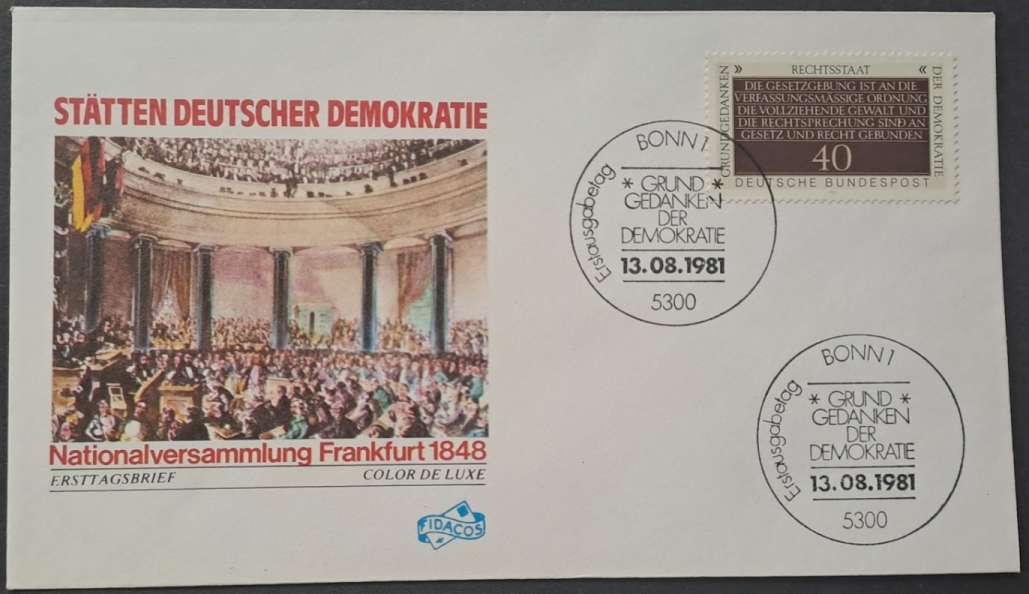 STÄTTEN DEUTSCHER DEMOKRATIE
Nationalversammlung Frankfurt 1848
ERSTTAGSBRIEF
COLOR DE LUXE
FIDACOS
» RECHTSSTAAT «
GRUNDGEDANKEN
DER DEMOKRATIE
DIE GESETZGEBUNG IST AN DIE
VERFASSUNGSMÄSSIGE ORDNUNG
DIE VOLLZIEHENDE GEWALT UND
DIE RECHTSPRECHUNG SIND AN
GESETZ UND RECHT GEBUNDEN
40
DEUTSCHE BUNDESPOST
BONN 1
Erstausgabetag
* GRUND *
GEDANKEN
DER
DEMOKRATIE
13.08.1981
5300
BONN 1
Erstausgabetag
* GRUND *
GEDANKEN
DER
DEMOKRATIE
13.08.1981
5300